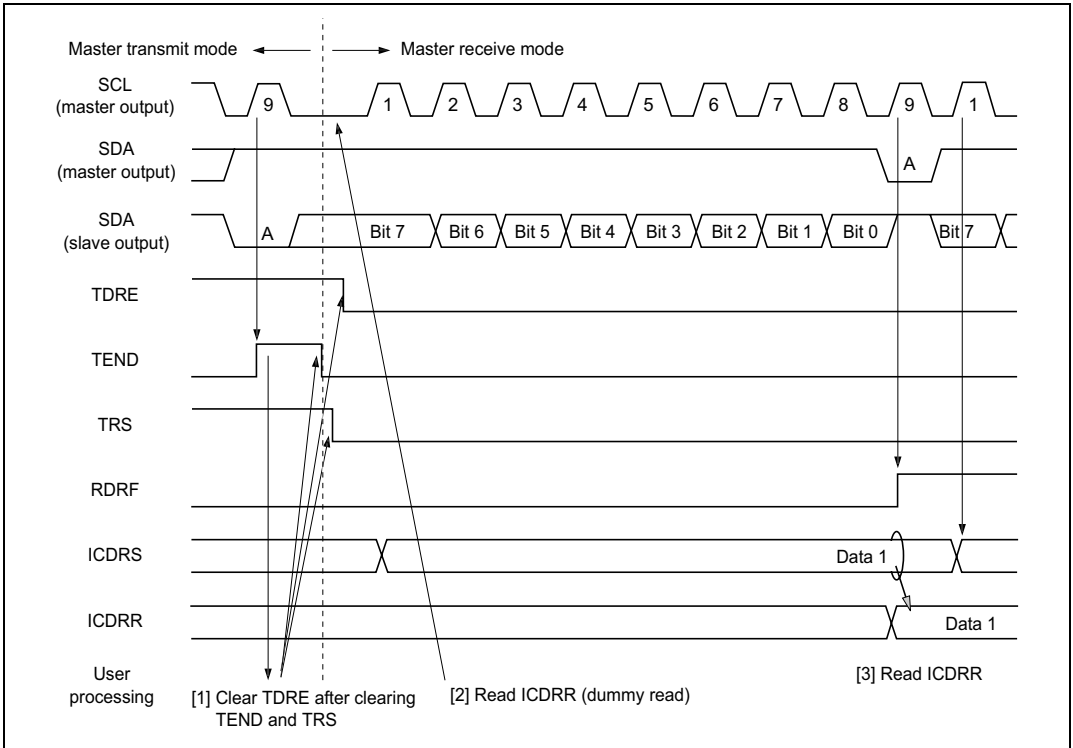 Master transmit mode
Master receive mode
SCL
(master output)
9
1
2
3
4
5
6
7
8
9
1
SDA
(master output)
A
SDA
(slave output)
A
Bit 7
Bit 6
Bit 5
Bit 4
Bit 3
Bit 2
Bit 1
Bit 0
Bit 7
TDRE
TEND
TRS
RDRF
ICDRS
Data 1
ICDRR
Data 1
User
processing
[1] Clear TDRE after clearing
TEND and TRS
[2] Read ICDRR (dummy read)
[3] Read ICDRR